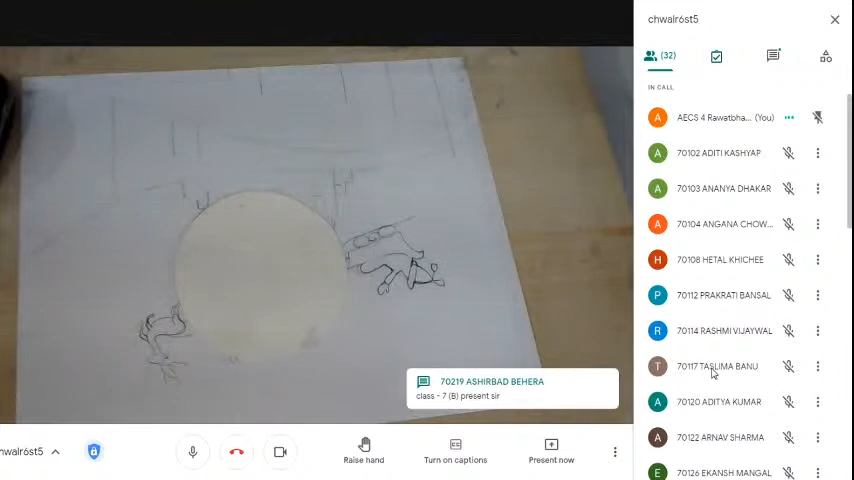 chwalróst5
(32)
IN CALL
A AECS 4 Rawatbha... (You)
A 70102 ADITI KASHYAP
A 70103 ANANYA DHAKAR
A 70104 ANGANA CHOW...
H 70108 HETAL KHICHEE
P 70112 PRAKRATI BANSAL
R 70114 RASHMI VIJAYWAL
T 70117 TASLIMA BANU
A 70120 ADITYA KUMAR
A 70122 ARNAV SHARMA
E 70126 EKANSH MANGAL
70219 ASHIRBAD BEHERA
class - 7 (B) present sir
hwalróst5
Raise hand
Turn on captions
Present now